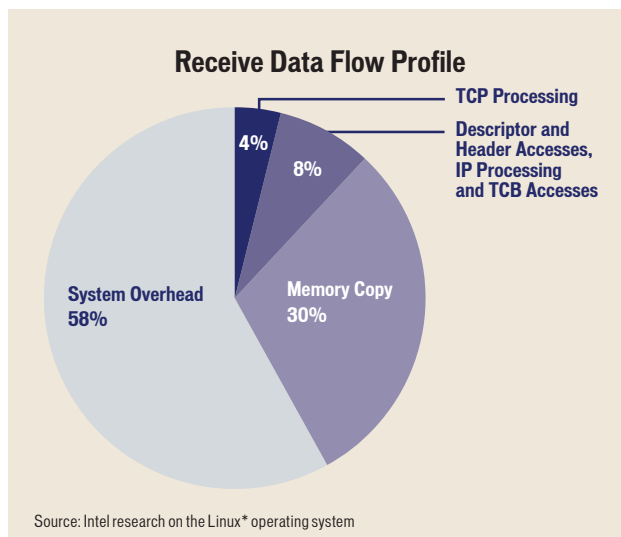 Receive Data Flow Profile
TCP Processing
4%
Descriptor and
Header Accesses,
IP Processing
and TCB Accesses
8%
Memory Copy
30%
System Overhead
58%
Source: Intel research on the Linux* operating system